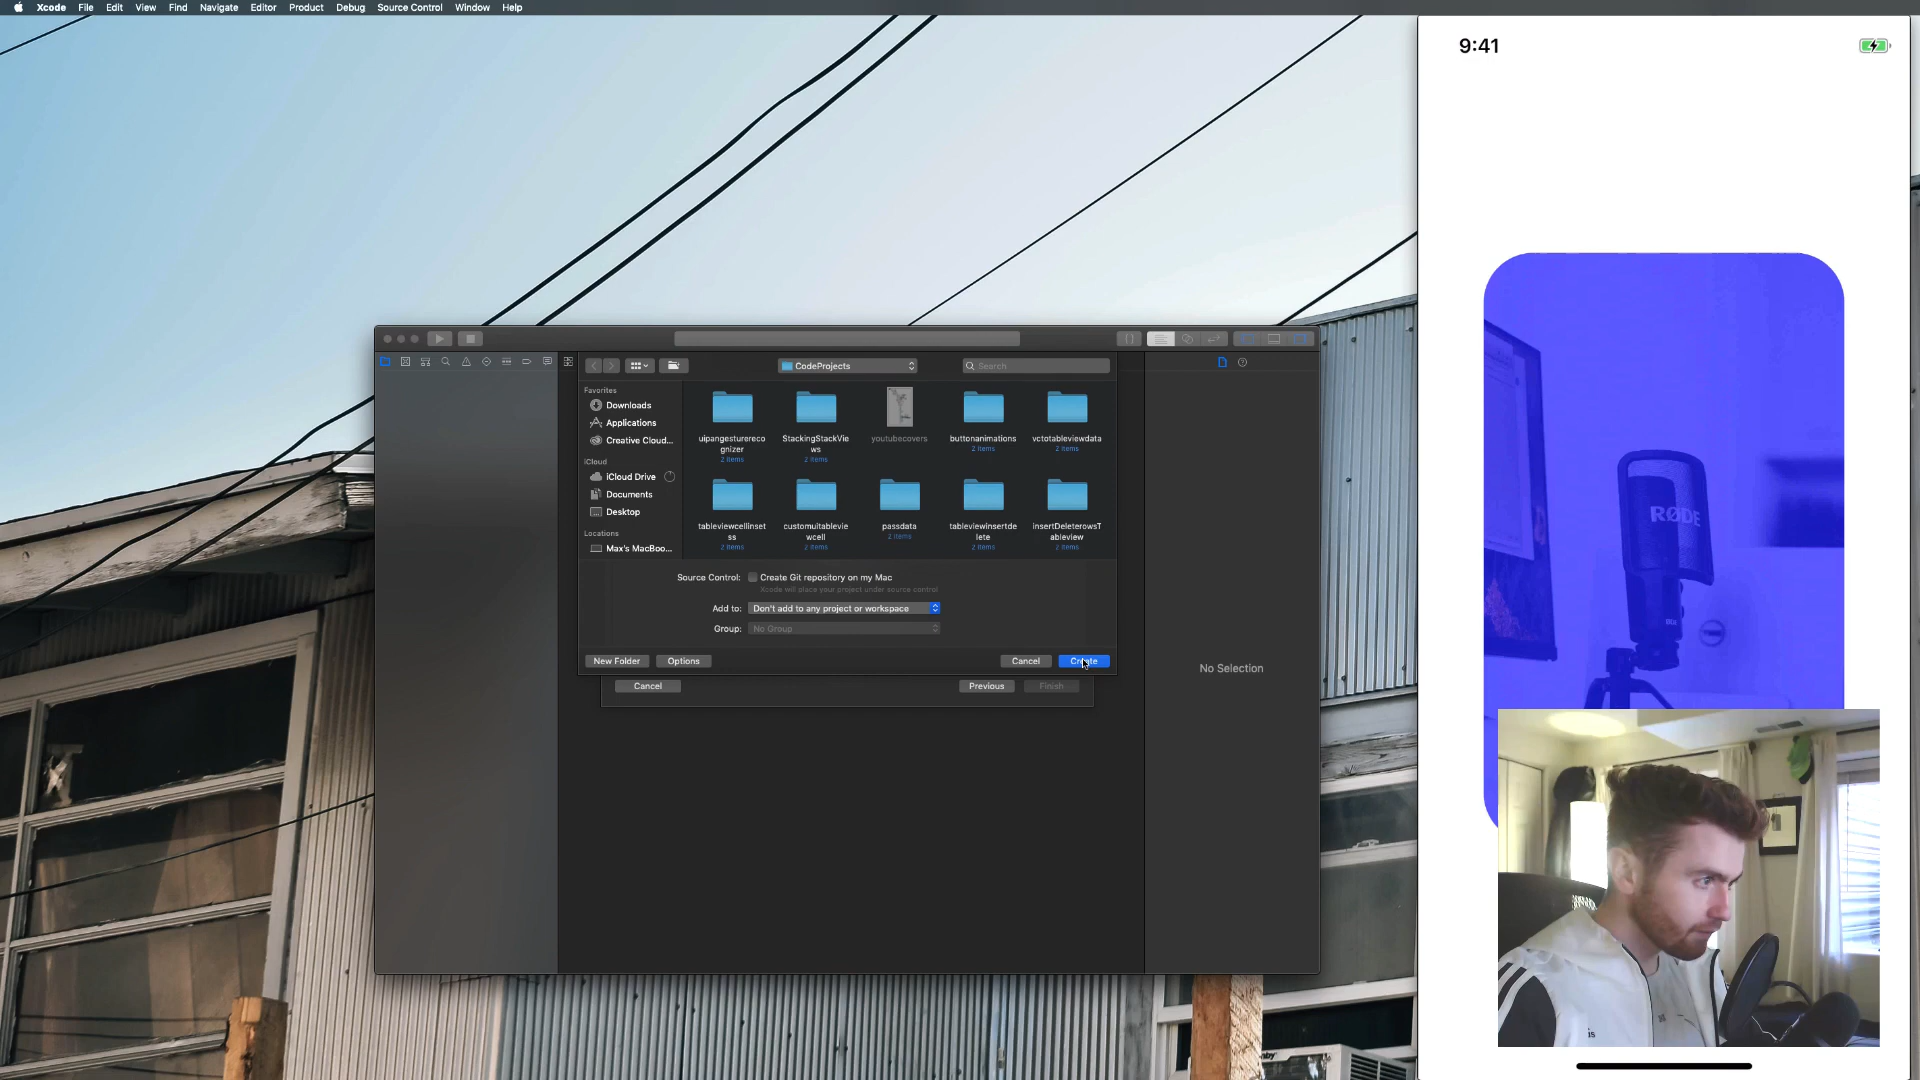 Xcode File Edit View Find Navigate Editor Product Debug Source Control Window Help
9:41
CodeProjects
Search
Favorites
Downloads
Applications
Creative Cloud...
iCloud
iCloud Drive
Documents
Desktop
Locations
Max's MacBoo...
uipangesturereco
gnizer
2 items
StackingStackVie
ws
2 items
youtubecovers
buttonanimations
2 items
vctotableviewdata
2 items
tableviewcellinset
ss
2 items
customuitablevie
wcell
2 items
passdata
2 items
tableviewinsertde
lete
2 items
insertDeleterowsT
ableview
2 items
Source Control: Create Git repository on my Mac
Xcode will place your project under source control
Add to: Don't add to any project or workspace
Group: No Group
New Folder Options Cancel Create
Cancel Previous Finish
No Selection
RØDE